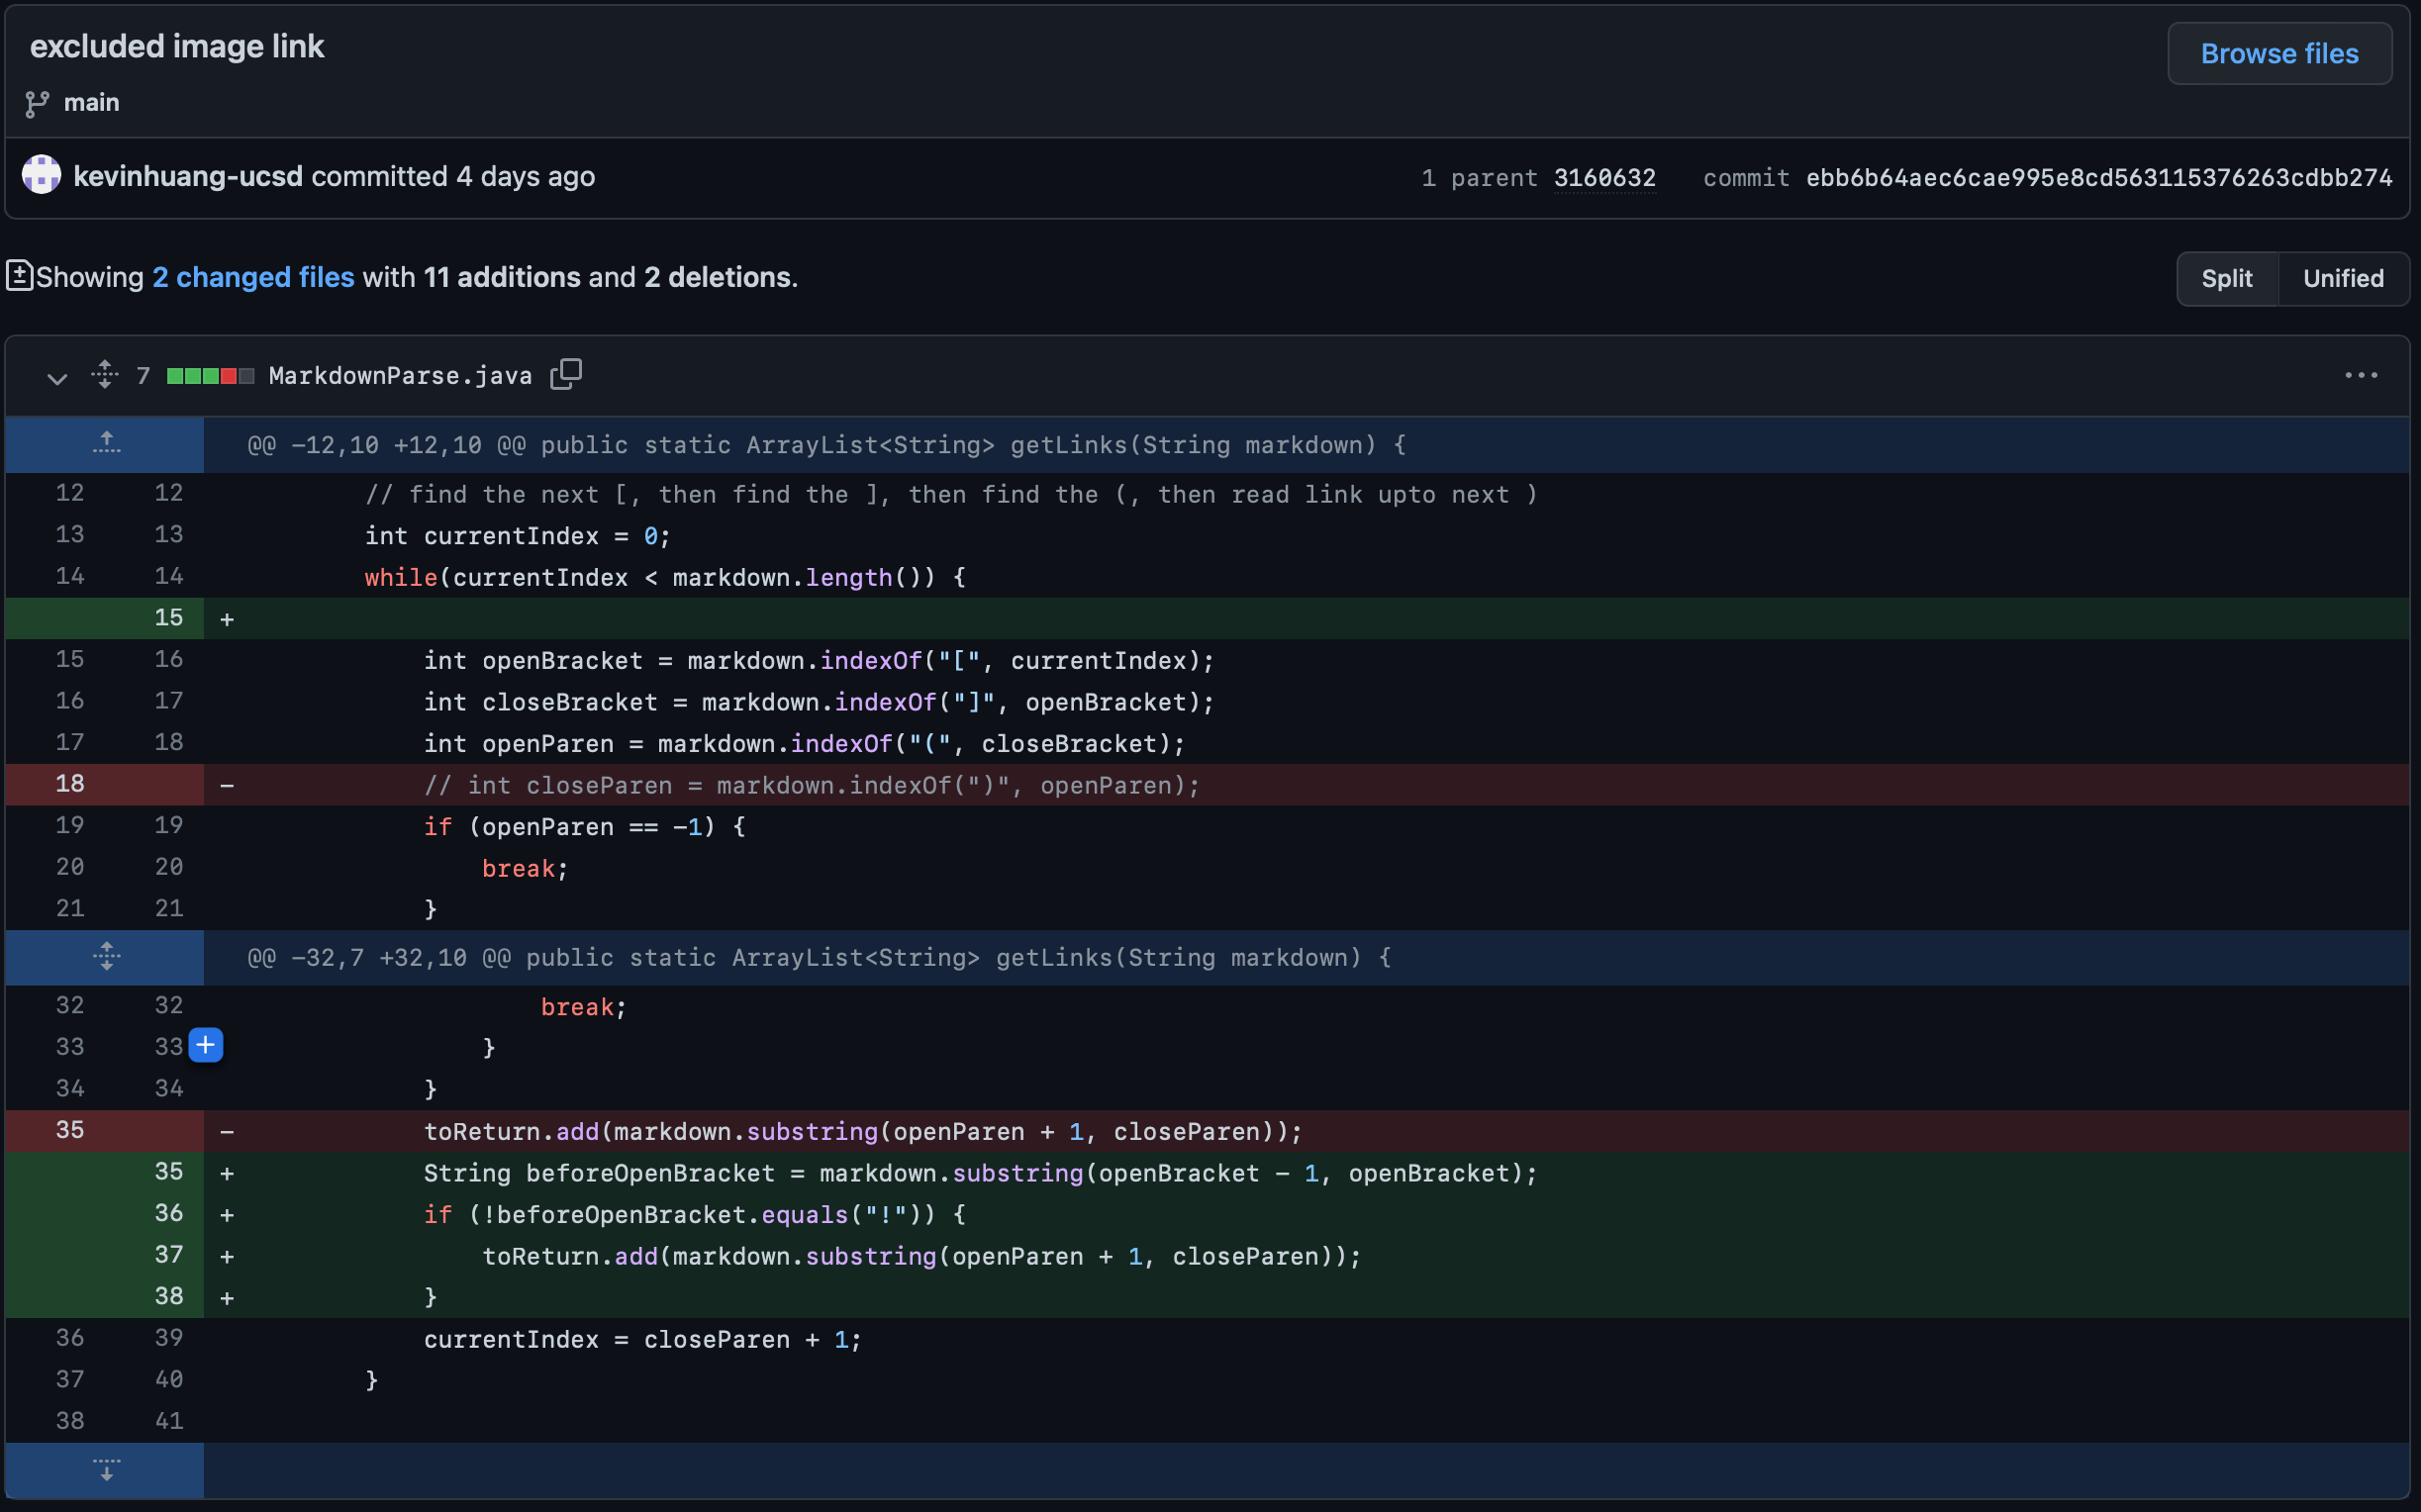 excluded image link
Browse files
main
kevinhuang-ucsd committed 4 days ago
1 parent 3160632 commit ebb6b64aec6cae995e8cd563115376263cdbb274
Showing 2 changed files with 11 additions and 2 deletions.
Split Unified
7 MarkdownParse.java
@@ -12,10 +12,10 @@ public static ArrayList<String> getLinks(String markdown) {
12 12 // find the next [, then find the ], then find the (, then read link upto next )
13 13 int currentIndex = 0;
14 14 while(currentIndex < markdown.length()) {
15 +
15 16 int openBracket = markdown.indexOf("[", currentIndex);
16 17 int closeBracket = markdown.indexOf("]", openBracket);
17 18 int openParen = markdown.indexOf("(", closeBracket);
18 - // int closeParen = markdown.indexOf(")", openParen);
19 19 if (openParen == -1) {
20 20 break;
21 21 }
@@ -32,7 +32,10 @@ public static ArrayList<String> getLinks(String markdown) {
32 32 break;
33 33 }
34 34 }
35 - toReturn.add(markdown.substring(openParen + 1, closeParen));
35 + String beforeOpenBracket = markdown.substring(openBracket - 1, openBracket);
36 + if (!beforeOpenBracket.equals("!")) {
37 + toReturn.add(markdown.substring(openParen + 1, closeParen));
38 + }
36 39 currentIndex = closeParen + 1;
37 40 }
38 41